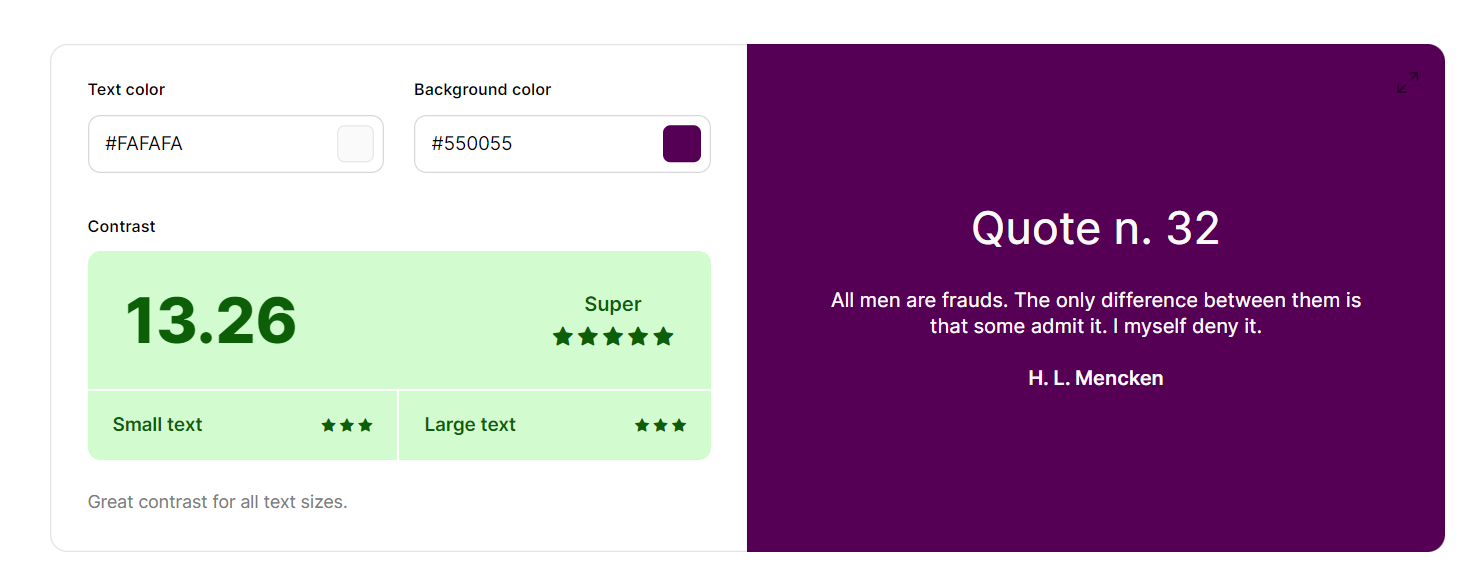 Text color
#FAFAFA
Background color
#550055
Contrast
13.26
Super
Small text
Large text
Great contrast for all text sizes.
Quote n. 32
All men are frauds. The only difference between them is
that some admit it. I myself deny it.
H. L. Mencken